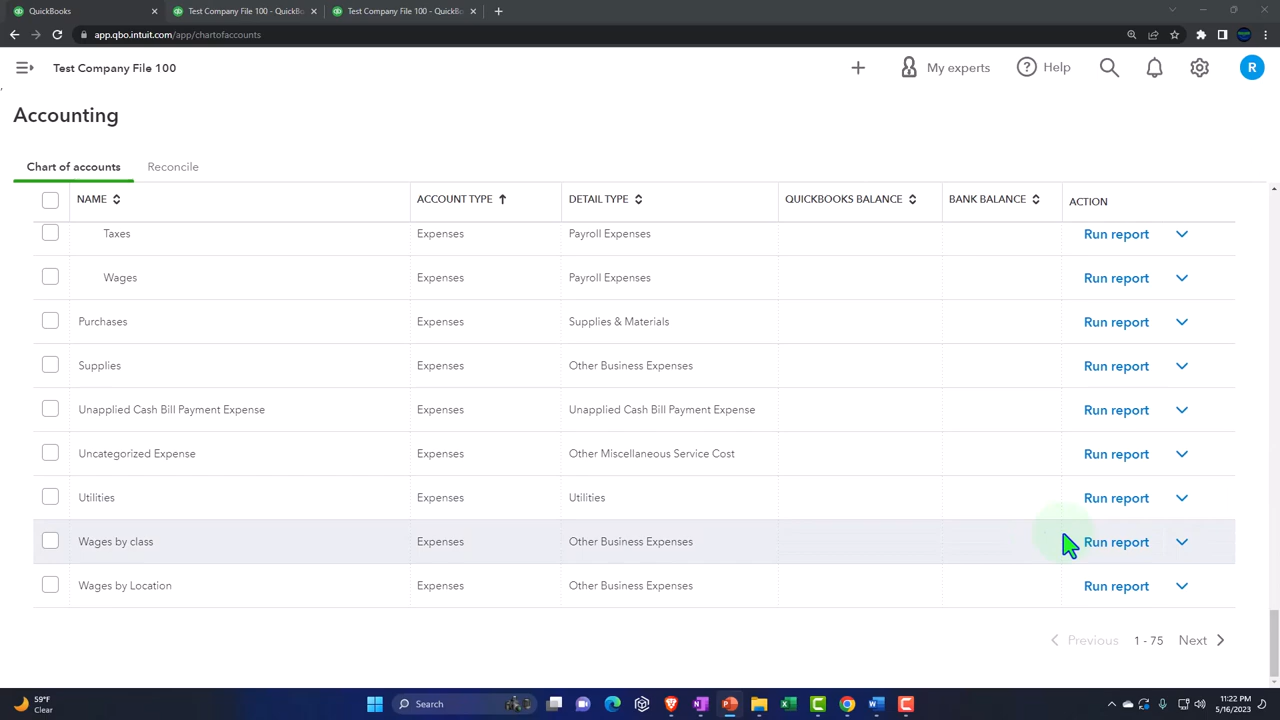 QuickBooks × Test Company File 100 - QuickBo × Test Company File 100 - QuickBo × +
app.qbo.intuit.com/app/chartofaccounts
Test Company File 100 My experts Help R
Accounting
Chart of accounts Reconcile
NAME ACCOUNT TYPE DETAIL TYPE QUICKBOOKS BALANCE BANK BALANCE ACTION
Taxes Expenses Payroll Expenses Run report
Wages Expenses Payroll Expenses Run report
Purchases Expenses Supplies & Materials Run report
Supplies Expenses Other Business Expenses Run report
Unapplied Cash Bill Payment Expense Expenses Unapplied Cash Bill Payment Expense Run report
Uncategorized Expense Expenses Other Miscellaneous Service Cost Run report
Utilities Expenses Utilities Run report
Wages by class Expenses Other Business Expenses Run report
Wages by Location Expenses Other Business Expenses Run report
Previous 1 - 75 Next
59°F Search 11:22 PM
Clear 5/16/2023